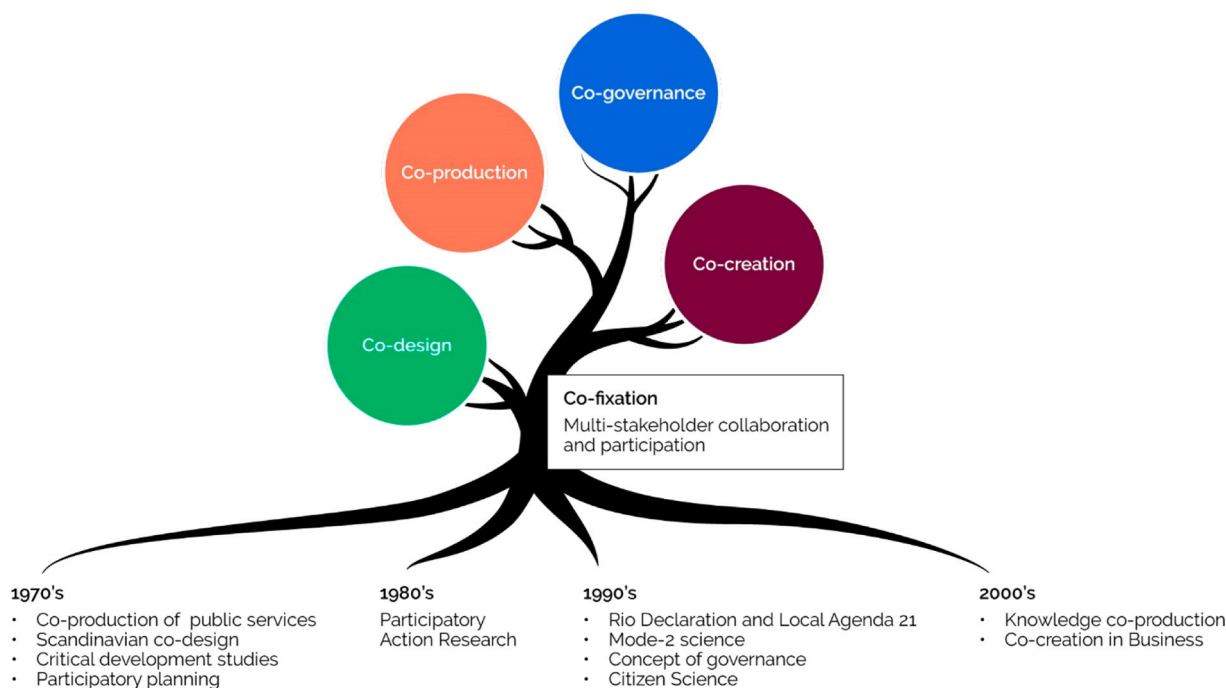 Co-governance
Co-production
Co-creation
Co-design
Co-fixation
Multi-stakeholder collaboration
and participation
1970's
• Co-production of public services
• Scandinavian co-design
• Critical development studies
• Participatory planning
1980's
Participatory
Action Research
1990's
• Rio Declaration and Local Agenda 21
• Mode-2 science
• Concept of governance
• Citizen Science
2000's
• Knowledge co-production
• Co-creation in Business